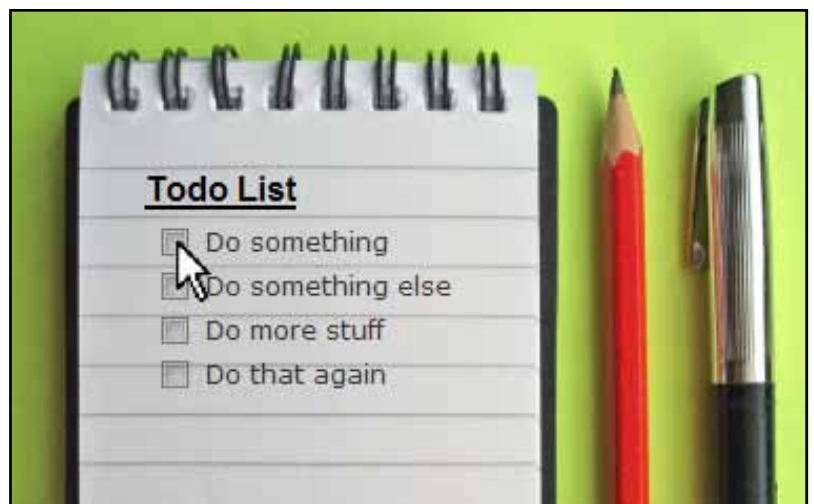 Todo List
Do something
Do something else
Do more stuff
Do that again